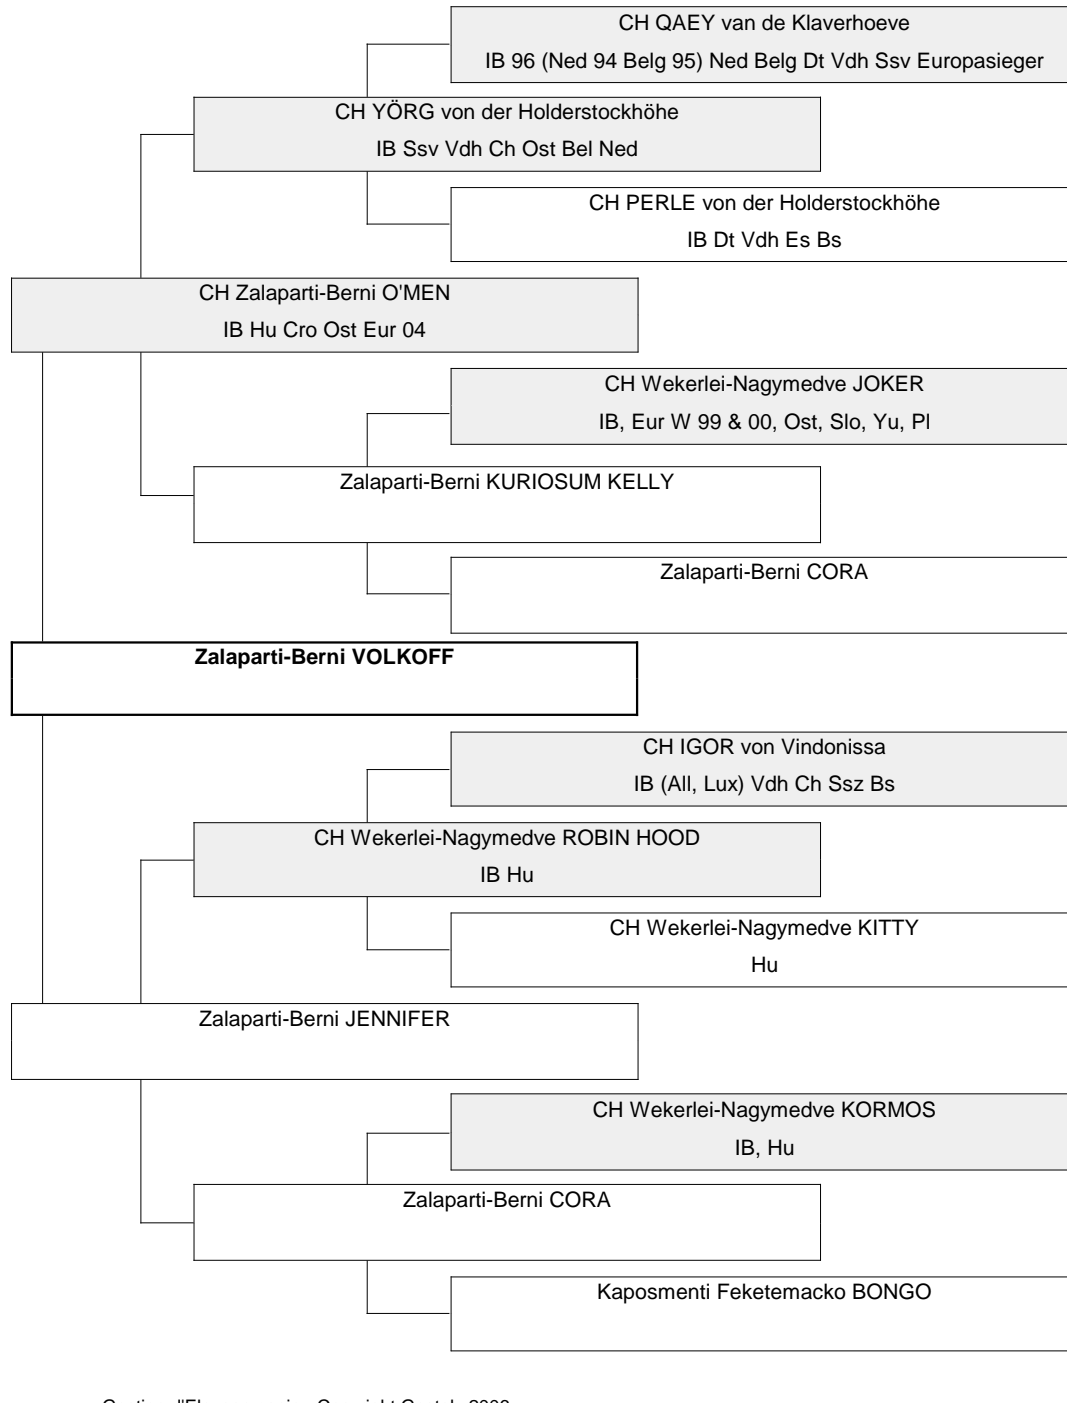 CH QAEY van de Klaverhoeve
IB 96 (Ned 94 Belg 95) Ned Belg Dt Vdh Ssv Europasieger
CH YÖRG von der Holderstockhöhe
IB Ssv Vdh Ch Ost Bel Ned
CH PERLE von der Holderstockhöhe
IB Dt Vdh Es Bs
CH Zalaparti-Berni O'MEN
IB Hu Cro Ost Eur 04
CH Wekerlei-Nagymedve JOKER
IB, Eur W 99 & 00, Ost, Slo, Yu, Pl
Zalaparti-Berni KURIOSUM KELLY
Zalaparti-Berni CORA
Zalaparti-Berni VOLKOFF
CH IGOR von Vindonissa
IB (All, Lux) Vdh Ch Ssz Bs
CH Wekerlei-Nagymedve ROBIN HOOD
IB Hu
CH Wekerlei-Nagymedve KITTY
Hu
Zalaparti-Berni JENNIFER
CH Wekerlei-Nagymedve KORMOS
IB, Hu
Zalaparti-Berni CORA
Kaposmenti Feketemacko BONGO